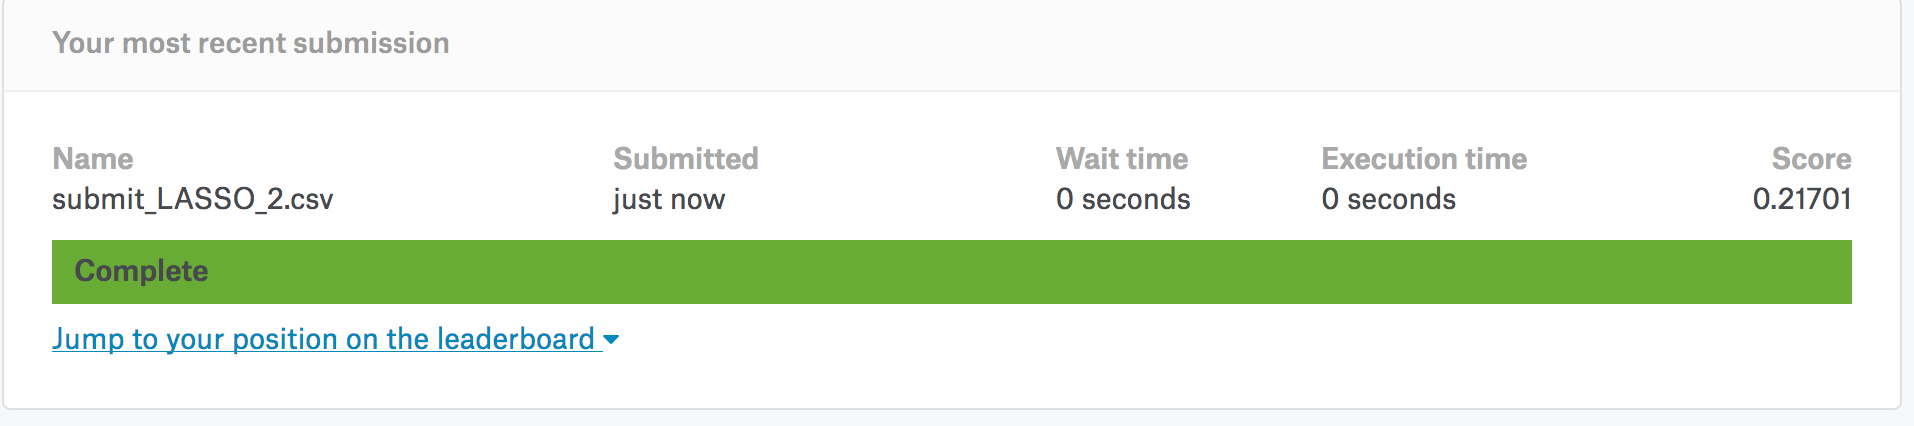 Your most recent submission
Name Submitted Wait time Execution time Score
submit_LASSO_2.csv just now 0 seconds 0 seconds 0.21701
Complete
Jump to your position on the leaderboard